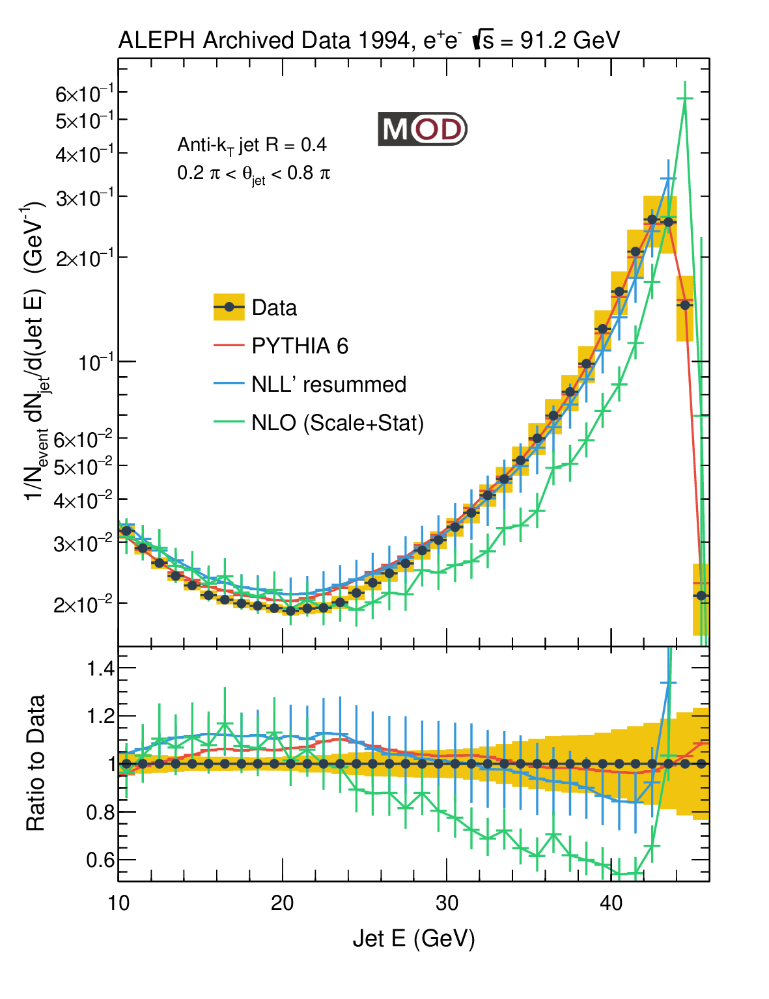 ALEPH Archived Data 1994, e⁺e⁻ √s = 91.2 GeV
MOD
Anti-k_T jet R = 0.4
0.2 π < θ_jet < 0.8 π
Data
PYTHIA 6
NLL' resummed
NLO (Scale+Stat)
1/N_event dN_jet/d(Jet E) (GeV⁻¹)
6×10⁻¹
5×10⁻¹
4×10⁻¹
3×10⁻¹
2×10⁻¹
10⁻¹
6×10⁻²
5×10⁻²
4×10⁻²
3×10⁻²
2×10⁻²
Ratio to Data
1.4
1.2
1
0.8
0.6
10 20 30 40
Jet E (GeV)